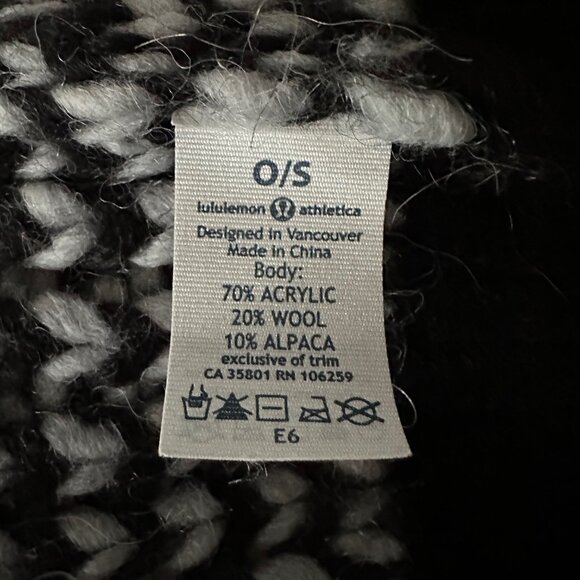 O/S
lululemon athletica
Designed in Vancouver
Made in China
Body:
70% ACRYLIC
20% WOOL
10% ALPACA
exclusive of trim
CA 35801 RN 106259
E6